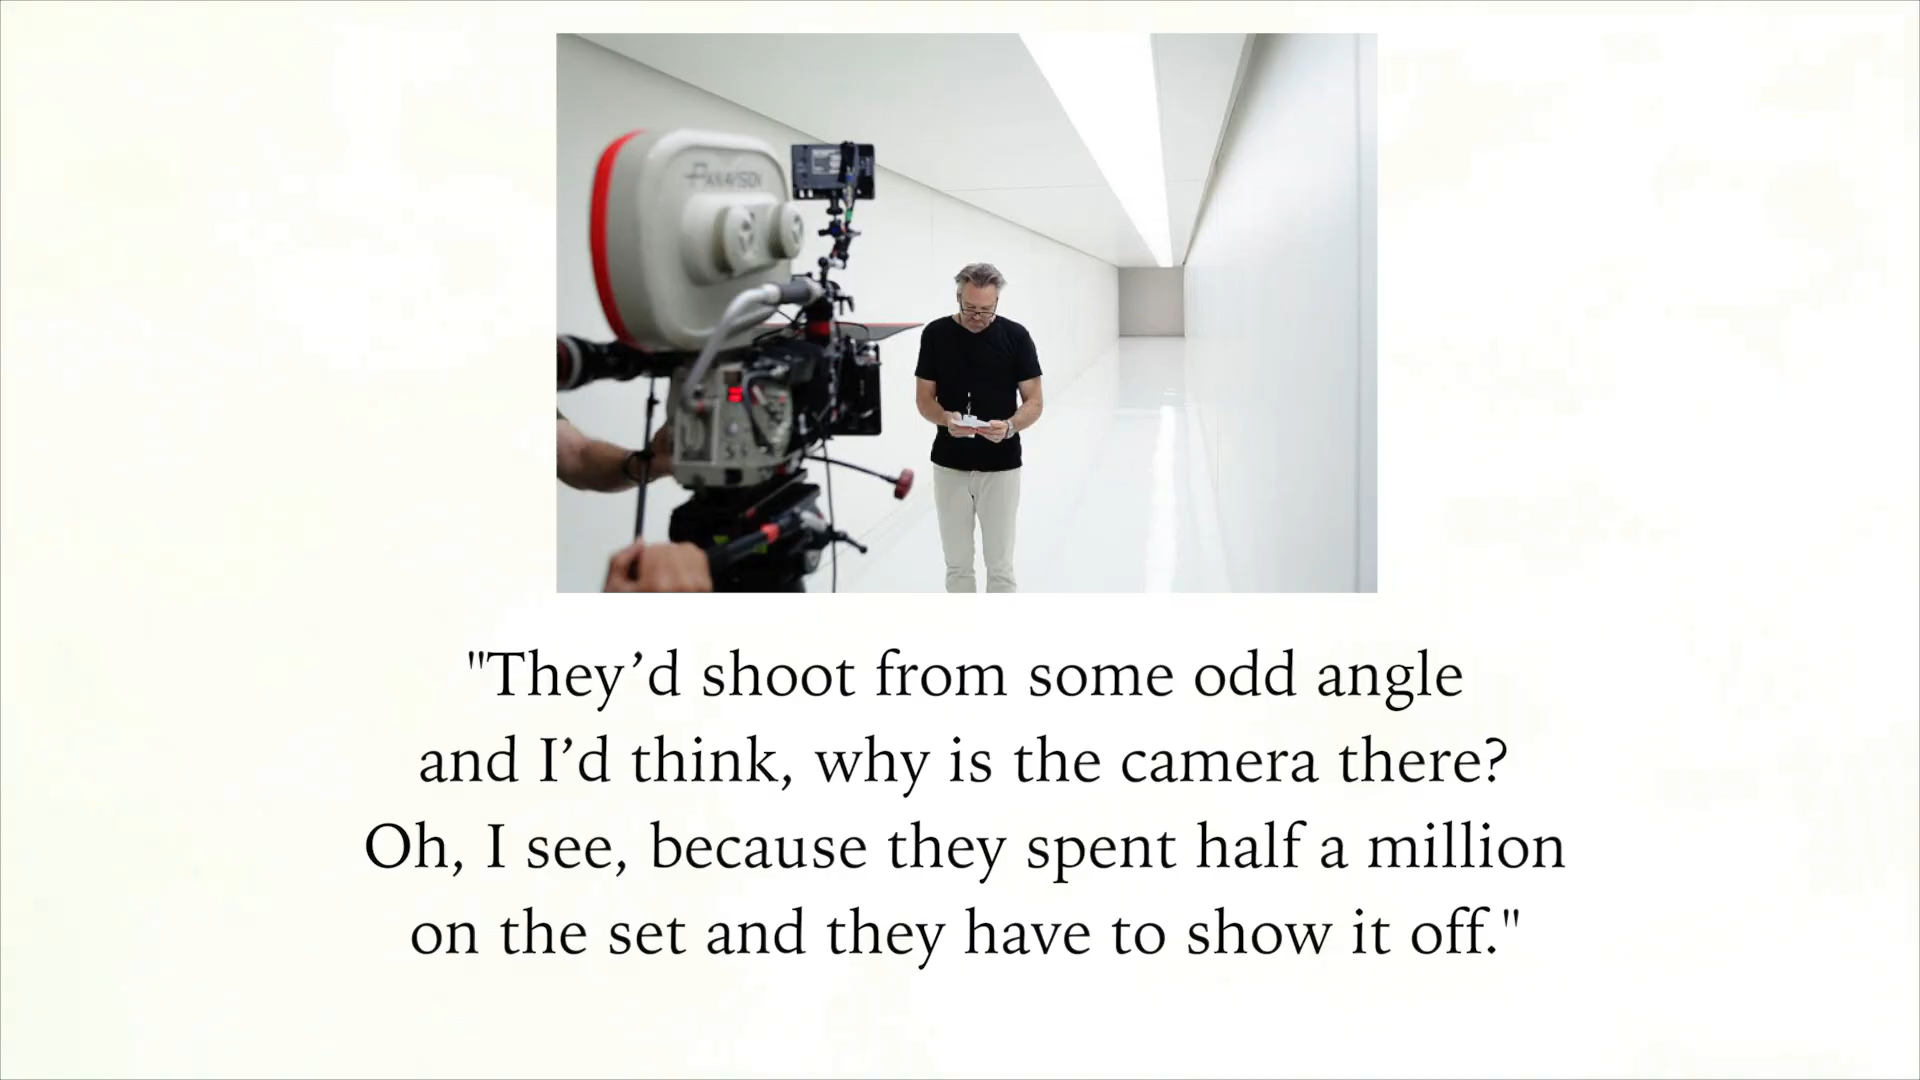 PANAVISION
"They’d shoot from some odd angle
and I’d think, why is the camera there?
Oh, I see, because they spent half a million
on the set and they have to show it off."